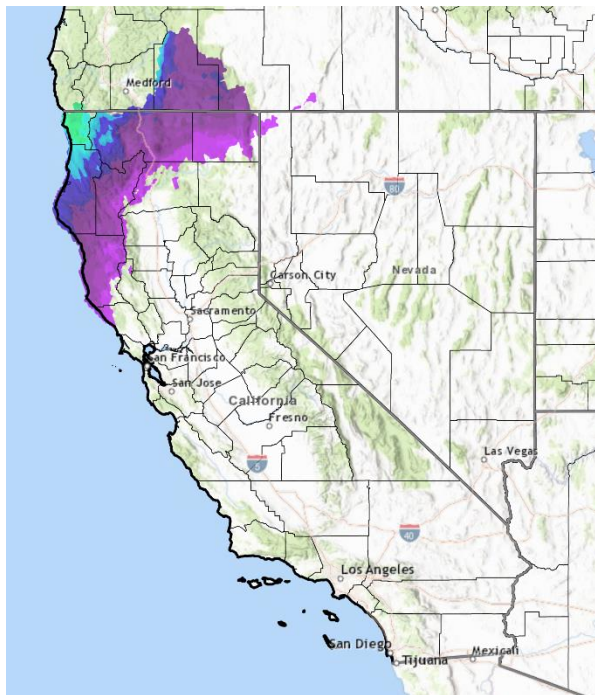 Medford
80
Carson City
Nevada
Sacramento
San Francisco
San Jose
California
Fresno
Las Vegas
5
40
Los Angeles
San Diego
Tijuana
Mexicali